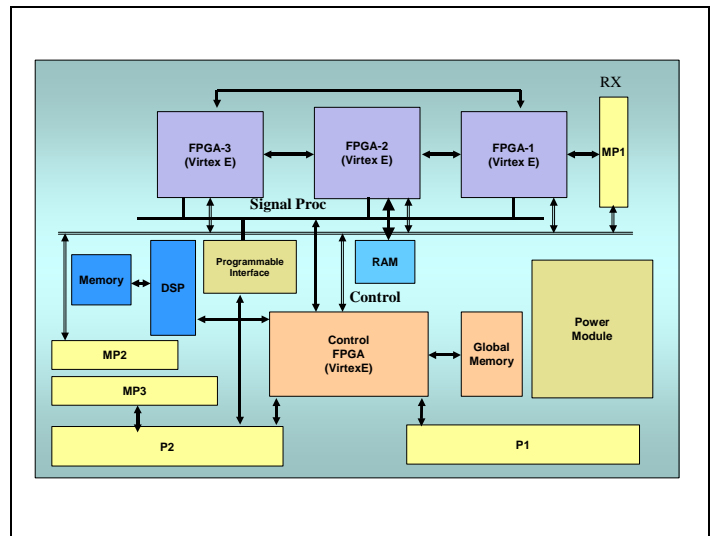 RX
FPGA-3
(Virtex E)
FPGA-2
(Virtex E)
FPGA-1
(Virtex E)
MP1
Signal Proc
Memory
DSP
Programmable
Interface
RAM
Control
Control
FPGA
(VirtexE)
Global
Memory
Power
Module
MP2
MP3
P2
P1